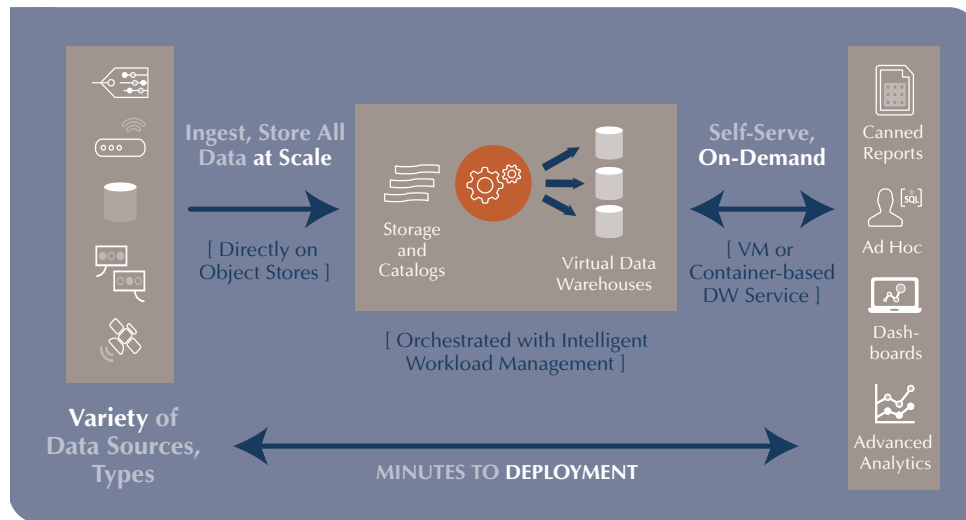 Ingest, Store All
Data at Scale
[ Directly on
Object Stores ]
Variety of
Data Sources,
Types
Storage
and
Catalogs
Virtual Data
Warehouses
[ Orchestrated with Intelligent
Workload Management ]
Self-Serve,
On-Demand
[ VM or
Container-based
DW Service ]
Canned
Reports
[SQL]
Ad Hoc
Dash-
boards
Advanced
Analytics
MINUTES TO DEPLOYMENT